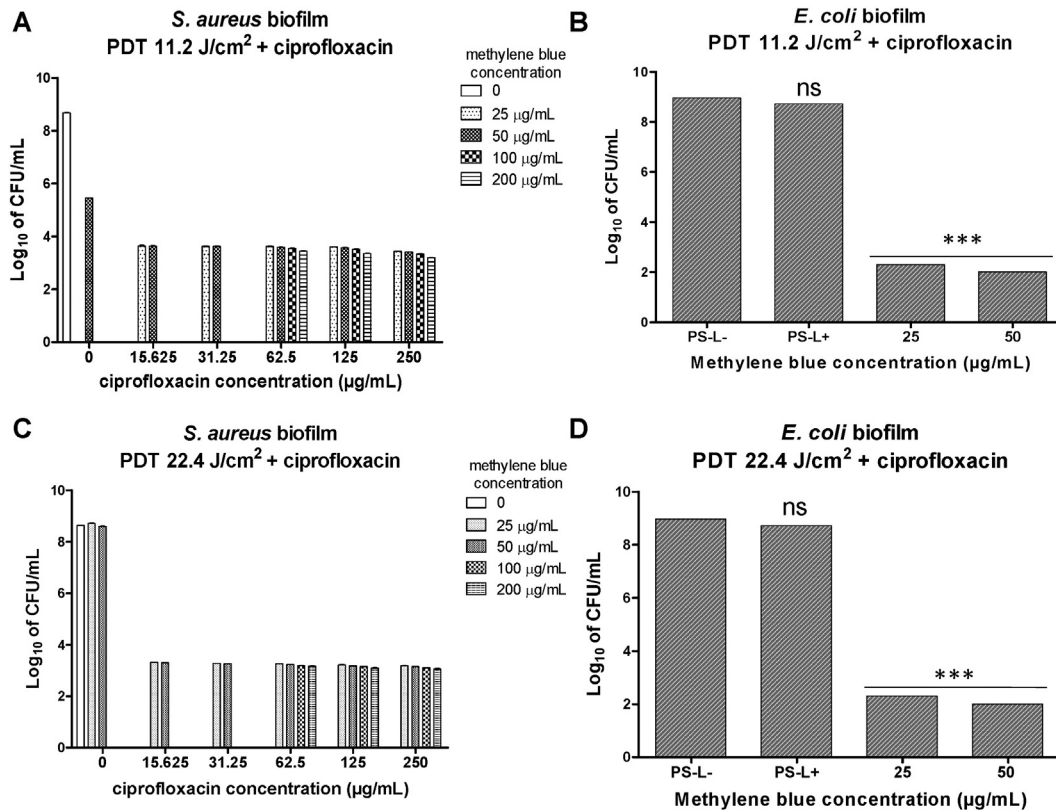 A
S. aureus biofilm
PDT 11.2 J/cm² + ciprofloxacin
methylene blue
concentration
0
25 µg/mL
50 µg/mL
100 µg/mL
200 µg/mL
Log₁₀ of CFU/mL
10
8
6
4
2
0
0 15.625 31.25 62.5 125 250
ciprofloxacin concentration (µg/mL)
B
E. coli biofilm
PDT 11.2 J/cm² + ciprofloxacin
Log₁₀ of CFU/mL
10
8
6
4
2
0
ns
***
PS-L- PS-L+ 25 50
Methylene blue concentration (µg/mL)
C
S. aureus biofilm
PDT 22.4 J/cm² + ciprofloxacin
methylene blue
concentration
0
25 µg/mL
50 µg/mL
100 µg/mL
200 µg/mL
Log₁₀ of CFU/mL
10
8
6
4
2
0
0 15.625 31.25 62.5 125 250
ciprofloxacin concentration (µg/mL)
D
E. coli biofilm
PDT 22.4 J/cm² + ciprofloxacin
Log₁₀ of CFU/mL
10
8
6
4
2
0
ns
***
PS-L- PS-L+ 25 50
Methylene blue concentration (µg/mL)